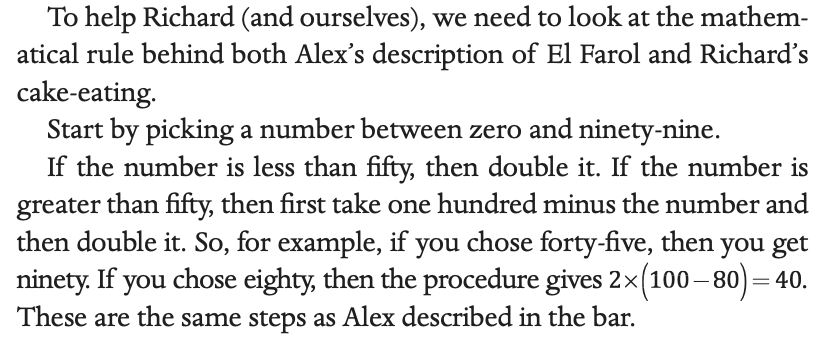 To help Richard (and ourselves), we need to look at the mathem-
atical rule behind both Alex’s description of El Farol and Richard’s
cake-eating.
Start by picking a number between zero and ninety-nine.
If the number is less than fifty, then double it. If the number is
greater than fifty, then first take one hundred minus the number and
then double it. So, for example, if you chose forty-five, then you get
ninety. If you chose eighty, then the procedure gives 2×(100−80)=40.
These are the same steps as Alex described in the bar.